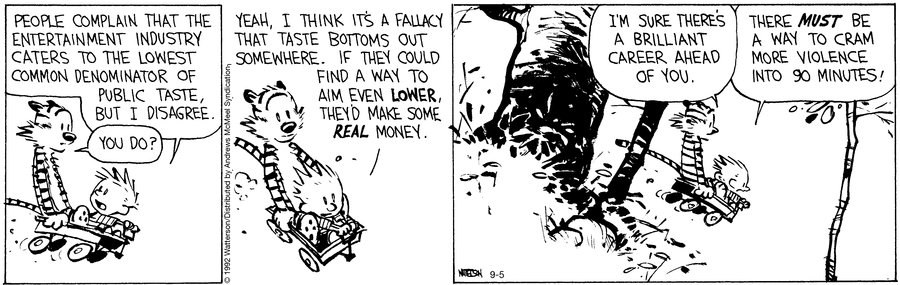 PEOPLE COMPLAIN THAT THE
ENTERTAINMENT INDUSTRY
CATERS TO THE LOWEST
COMMON DENOMINATOR OF
PUBLIC TASTE,
BUT I DISAGREE.
YOU DO?
© 1992 Watterson/Distributed by Andrews McMeel Syndication
YEAH, I THINK IT'S A FALLACY
THAT TASTE BOTTOMS OUT
SOMEWHERE. IF THEY COULD
FIND A WAY TO
AIM EVEN LOWER,
THEY'D MAKE SOME
REAL MONEY.
I'M SURE THERE'S
A BRILLIANT
CAREER AHEAD
OF YOU.
THERE MUST BE
A WAY TO CRAM
MORE VIOLENCE
INTO 90 MINUTES!
WATTERSON 9-5